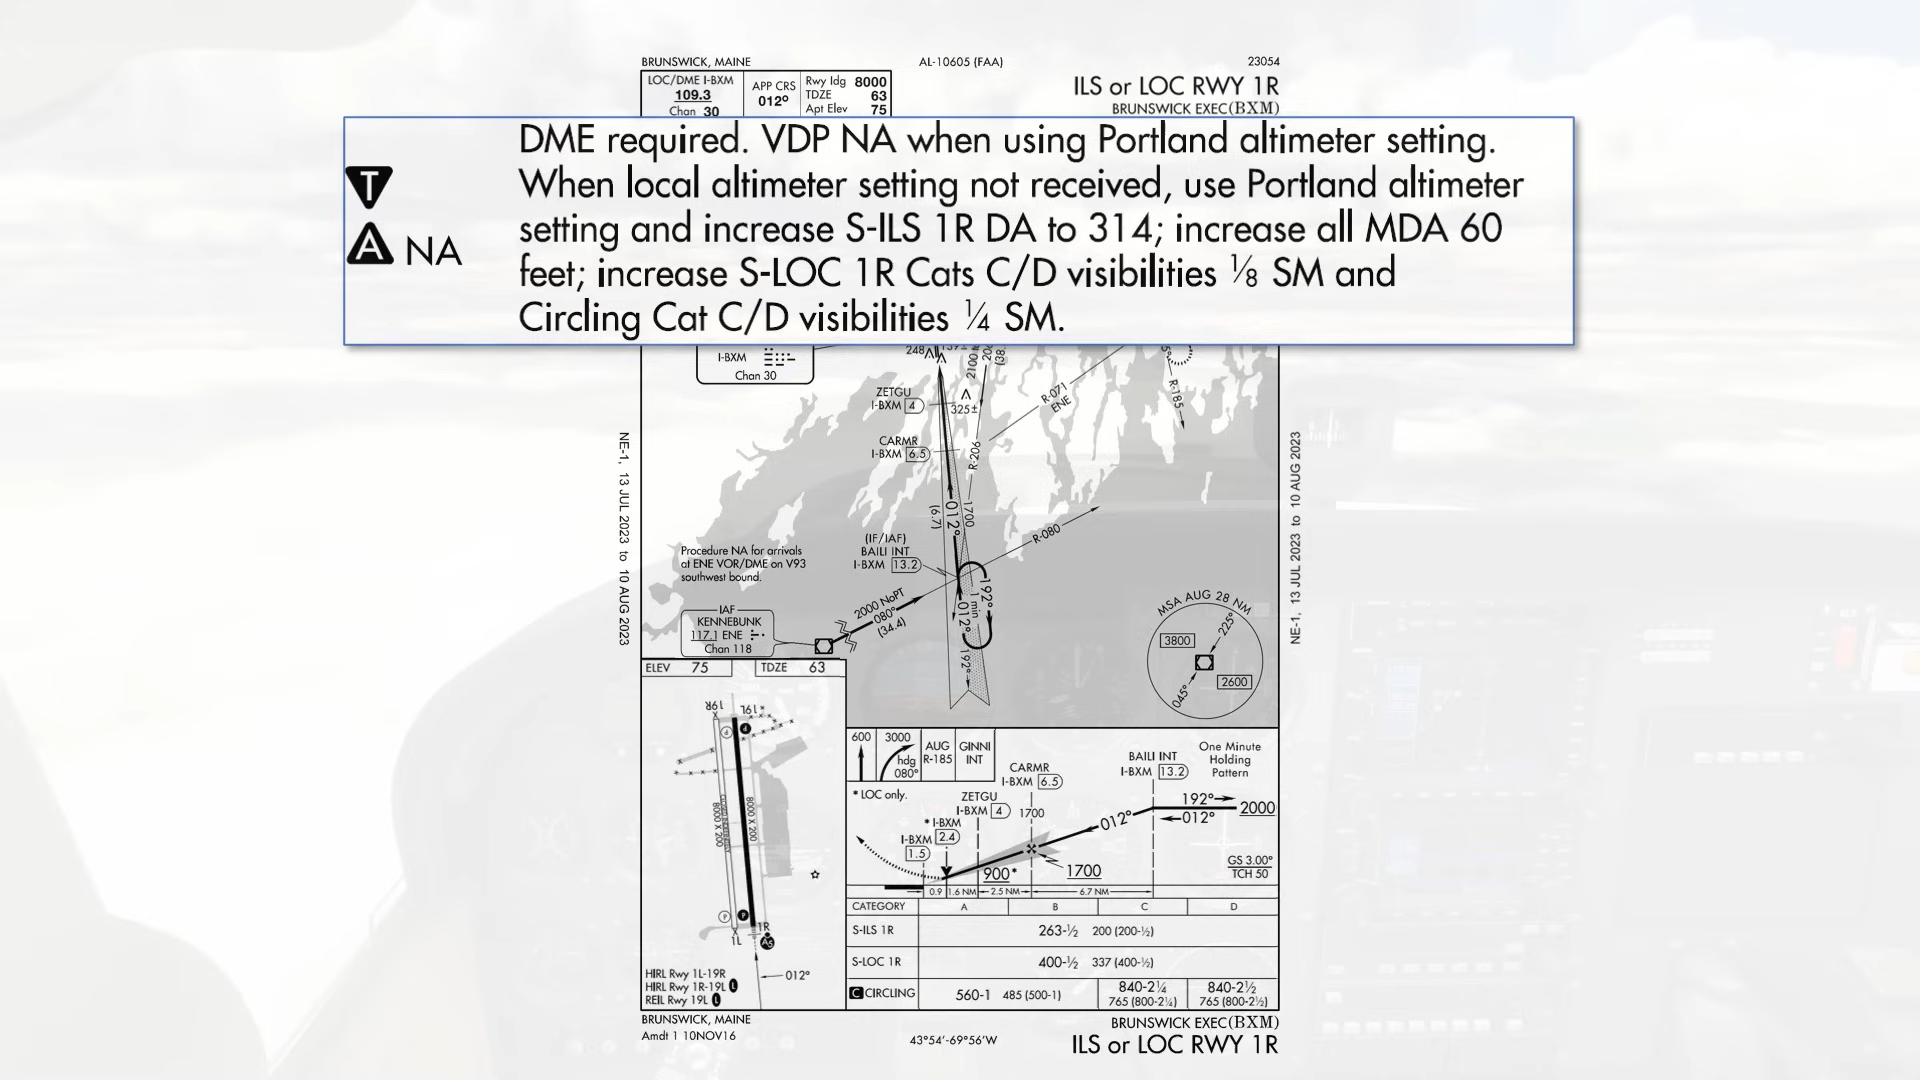 BRUNSWICK, MAINE
AL-10605 (FAA)
23054
LOC/DME I-BXM
109.3
Chan 30
APP CRS
012°
Rwy ldg 8000
TDZE 63
Apt Elev 75
ILS or LOC RWY 1R
BRUNSWICK EXEC(BXM)
DME required. VDP NA when using Portland altimeter setting.
T
When local altimeter setting not received, use Portland altimeter
setting and increase S-ILS 1R DA to 314; increase all MDA 60
A NA
feet; increase S-LOC 1R Cats C/D visibilities ⅛ SM and
Circling Cat C/D visibilities ¼ SM.
I-BXM
Chan 30
248
2100
ZETGU
I-BXM 4
325±
R-071
ENE
R-185
CARMR
I-BXM 6.5
R-206
012°
1700
(6.7)
R-080
(IF/IAF)
BAILI INT
I-BXM 13.2
Procedure NA for arrivals
at ENE VOR/DME on V93
southwest bound.
192°
1 min
012°
192°
2000 NoPT
080°
(34.4)
IAF
KENNEBUNK
117.1 ENE
Chan 118
MSA AUG 28 NM
225°
3800
2600
045°
NE-1, 13 JUL 2023 to 10 AUG 2023
NE-1, 13 JUL 2023 to 10 AUG 2023
ELEV 75
TDZE 63
19R
19L
8000 X 200
8000 X 200
P
P
P
P
1L
1R
A5
012°
HIRL Rwy 1L-19R
HIRL Rwy 1R-19L L
REIL Rwy 19L L
600
3000
hdg
080°
AUG
R-185
GINNI
INT
* LOC only.
CARMR
I-BXM 6.5
ZETGU
I-BXM 4
1700
* I-BXM
2.4
I-BXM
1.5
BAILI INT
I-BXM 13.2
One Minute
Holding
Pattern
192°
2000
012°
012°
900*
1700
GS 3.00°
TCH 50
0.9
1.6 NM
2.5 NM
6.7 NM
CATEGORY A B C D
S-ILS 1R 263-½ 200 (200-½)
S-LOC 1R 400-½ 337 (400-½)
C CIRCLING 560-1 485 (500-1)
840-2¼
765 (800-2¼)
840-2½
765 (800-2½)
BRUNSWICK, MAINE
Amdt 1 10NOV16
43°54'-69°56'W
BRUNSWICK EXEC(BXM)
ILS or LOC RWY 1R